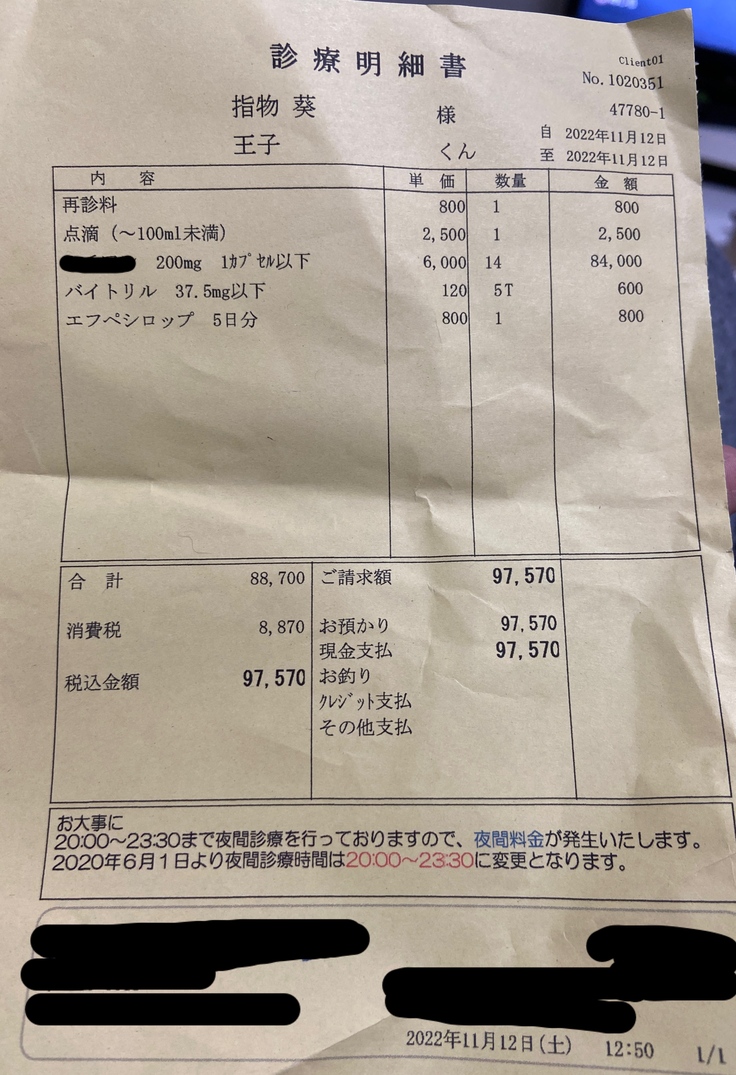 診療明細書
Client01
No.1020351
指物 葵 様
47780-1
王子 くん
自 2022年11月12日
至 2022年11月12日
内 容 単 価 数量 金 額
再診料 800 1 800
点滴(～100ml未満) 2,500 1 2,500
200mg 1ｶﾌﾟｾﾙ以下 6,000 14 84,000
バイトリル 37.5mg以下 120 5T 600
エフペシロップ 5日分 800 1 800
合 計 88,700 ご請求額 97,570
消費税 8,870 お預かり 97,570
現金支払 97,570
税込金額 97,570 お釣り
ｸﾚｼﾞｯﾄ支払
その他支払
お大事に
20:00～23:30まで夜間診療を行っておりますので、夜間料金が発生いたします。
2020年6月1日より夜間診療時間は20:00～23:30に変更となります。
2022年11月12日(土) 12:50 1/1